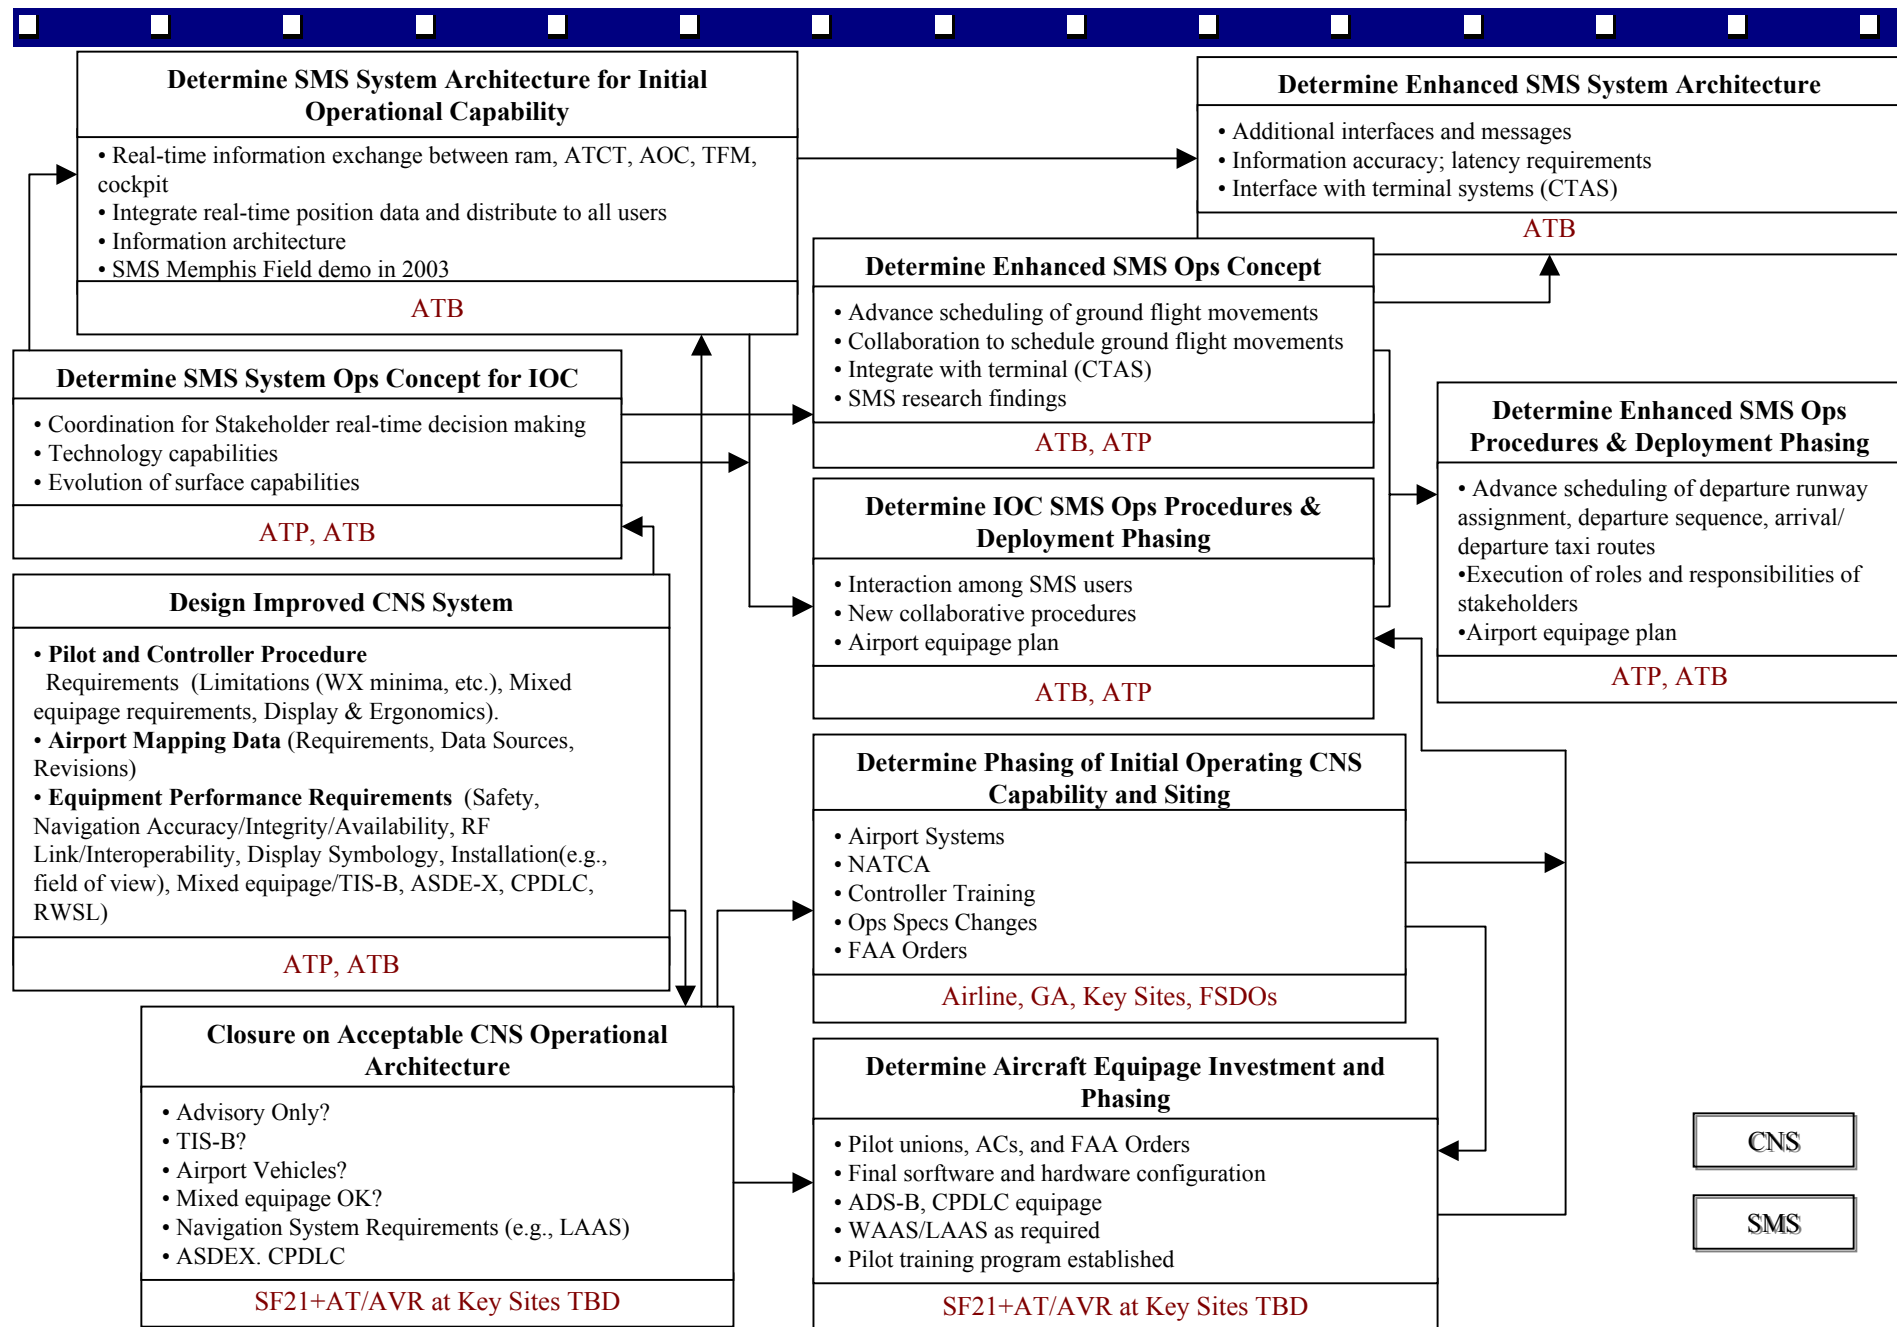 Determine SMS System Architecture for Initial
Operational Capability
• Real-time information exchange between ram, ATCT, AOC, TFM,
cockpit
• Integrate real-time position data and distribute to all users
• Information architecture
• SMS Memphis Field demo in 2003
ATB
Determine Enhanced SMS System Architecture
• Additional interfaces and messages
• Information accuracy; latency requirements
• Interface with terminal systems (CTAS)
ATB
Determine Enhanced SMS Ops Concept
• Advance scheduling of ground flight movements
• Collaboration to schedule ground flight movements
• Integrate with terminal (CTAS)
• SMS research findings
ATB, ATP
Determine SMS System Ops Concept for IOC
• Coordination for Stakeholder real-time decision making
• Technology capabilities
• Evolution of surface capabilities
ATP, ATB
Determine Enhanced SMS Ops
Procedures & Deployment Phasing
• Advance scheduling of departure runway
assignment, departure sequence, arrival/
departure taxi routes
•Execution of roles and responsibilities of
stakeholders
•Airport equipage plan
ATP, ATB
Determine IOC SMS Ops Procedures &
Deployment Phasing
• Interaction among SMS users
• New collaborative procedures
• Airport equipage plan
ATB, ATP
Design Improved CNS System
• Pilot and Controller Procedure
Requirements (Limitations (WX minima, etc.), Mixed
equipage requirements, Display & Ergonomics).
• Airport Mapping Data (Requirements, Data Sources,
Revisions)
• Equipment Performance Requirements (Safety,
Navigation Accuracy/Integrity/Availability, RF
Link/Interoperability, Display Symbology, Installation(e.g.,
field of view), Mixed equipage/TIS-B, ASDE-X, CPDLC,
RWSL)
ATP, ATB
Determine Phasing of Initial Operating CNS
Capability and Siting
• Airport Systems
• NATCA
• Controller Training
• Ops Specs Changes
• FAA Orders
Airline, GA, Key Sites, FSDOs
Closure on Acceptable CNS Operational
Architecture
• Advisory Only?
• TIS-B?
• Airport Vehicles?
• Mixed equipage OK?
• Navigation System Requirements (e.g., LAAS)
• ASDEX. CPDLC
SF21+AT/AVR at Key Sites TBD
Determine Aircraft Equipage Investment and
Phasing
• Pilot unions, ACs, and FAA Orders
• Final sorftware and hardware configuration
• ADS-B, CPDLC equipage
• WAAS/LAAS as required
• Pilot training program established
SF21+AT/AVR at Key Sites TBD
CNS
SMS